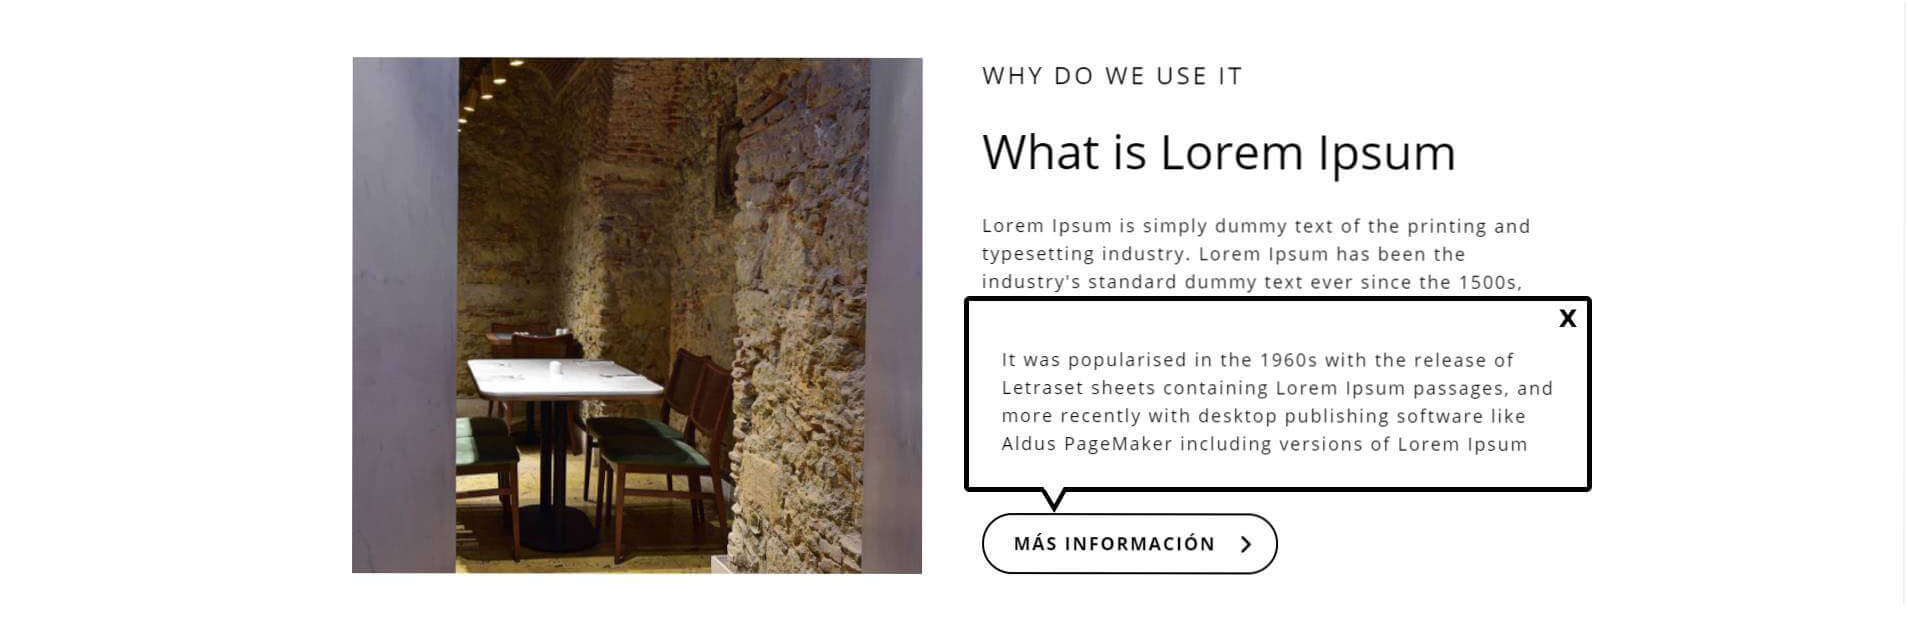 WHY DO WE USE IT
What is Lorem Ipsum
Lorem Ipsum is simply dummy text of the printing and
typesetting industry. Lorem Ipsum has been the
industry's standard dummy text ever since the 1500s,
X
It was popularised in the 1960s with the release of
Letraset sheets containing Lorem Ipsum passages, and
more recently with desktop publishing software like
Aldus PageMaker including versions of Lorem Ipsum
MÁS INFORMACIÓN